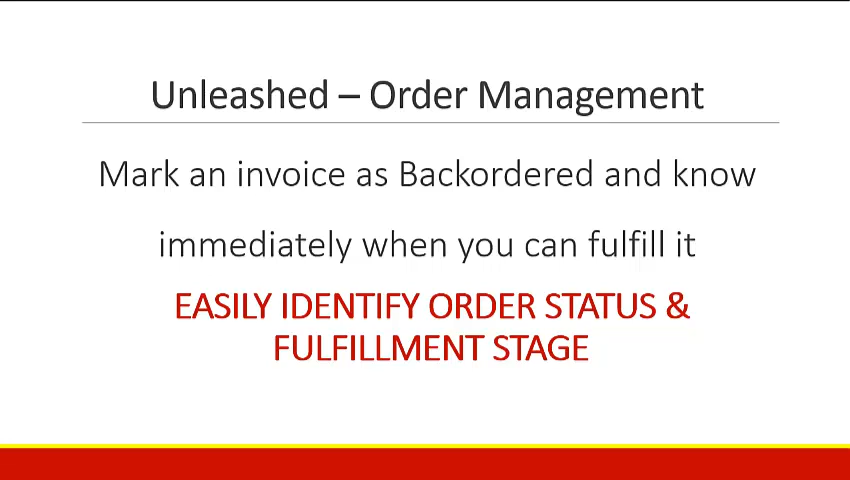 Unleashed – Order Management
Mark an invoice as Backordered and know
immediately when you can fulfill it
EASILY IDENTIFY ORDER STATUS &
FULFILLMENT STAGE